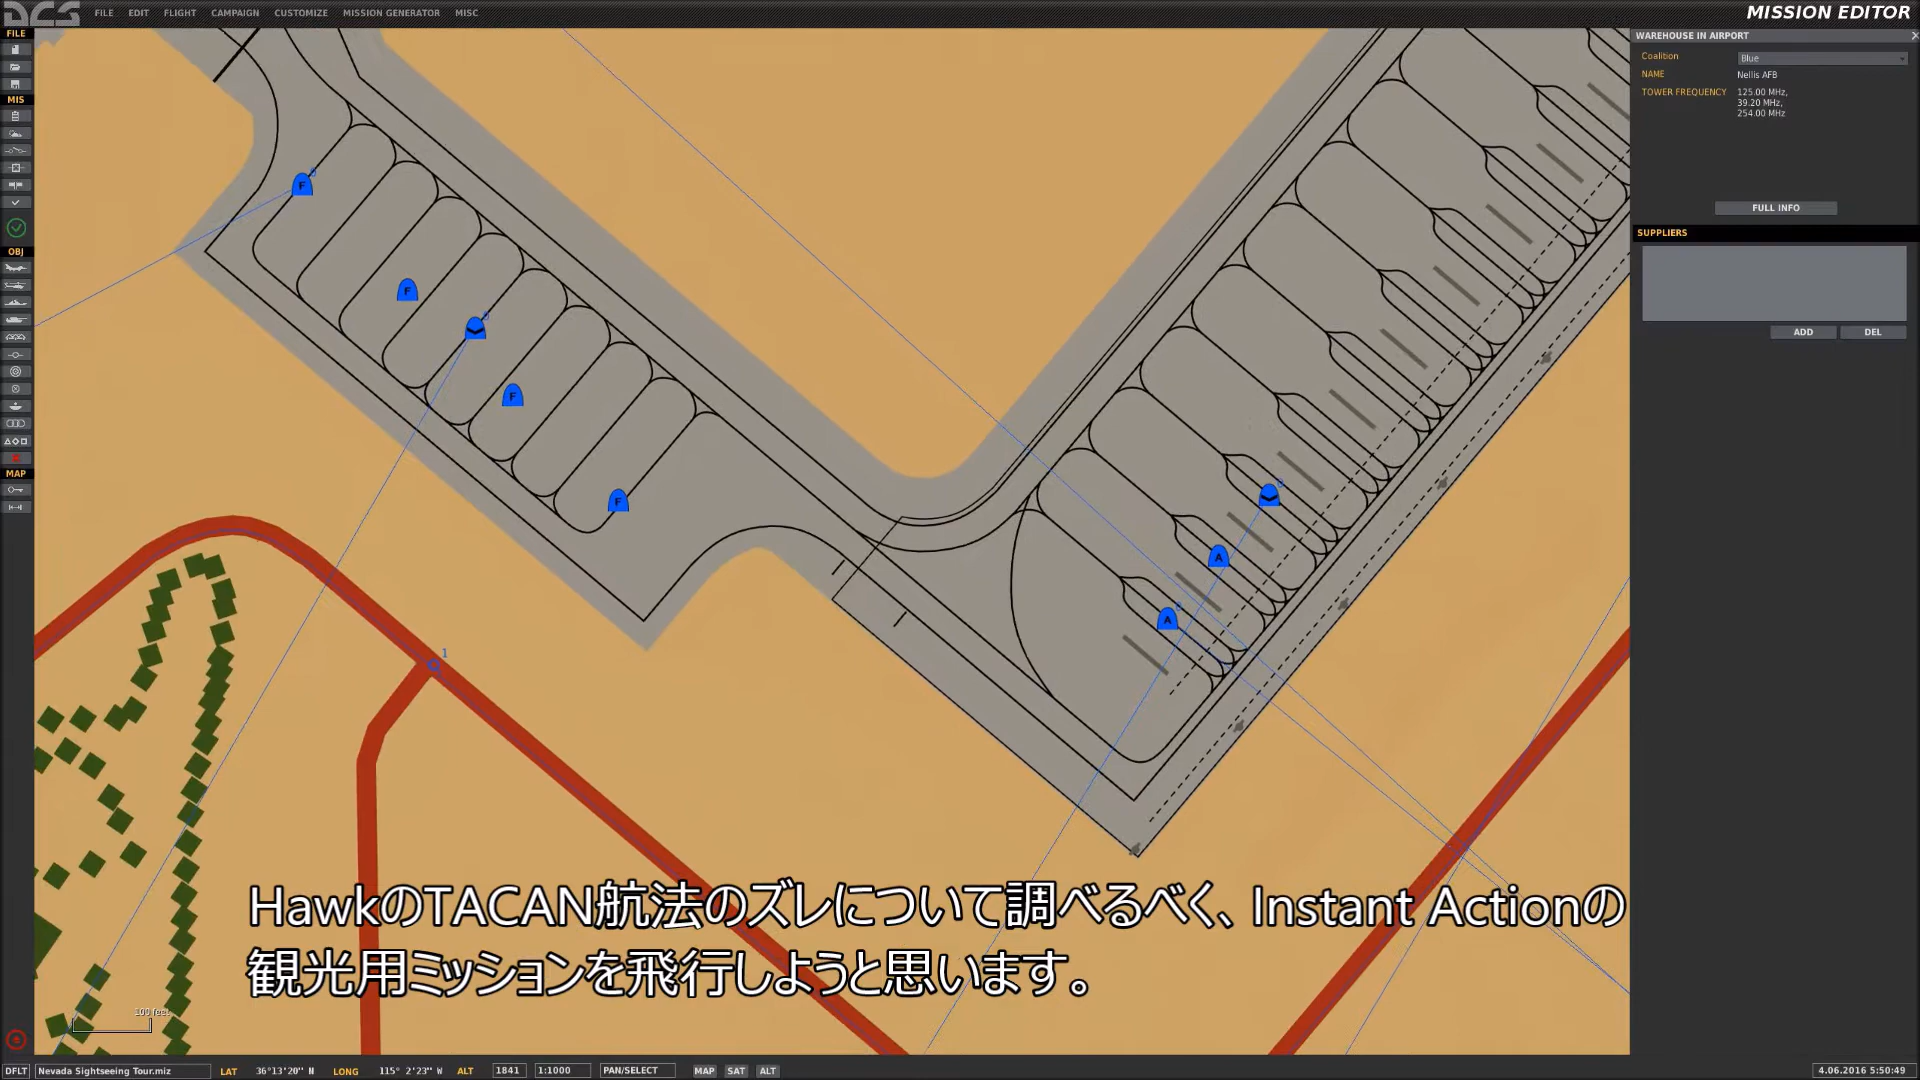 DCS FILE EDIT FLIGHT CAMPAIGN CUSTOMIZE MISSION GENERATOR MISC MISSION EDITOR
FILE
MIS
OBJ
MAP
WAREHOUSE IN AIRPORT
Coalition Blue
NAME Nellis AFB
TOWER FREQUENCY 125.00 MHz,
39.20 MHz,
254.00 MHz
FULL INFO
SUPPLIERS
ADD DEL
F
F
F
F
A
A
1
HawkのTACAN航法のズレについて調べるべく、Instant Actionの
観光用ミッションを飛行しようと思います。
100 feet
DFLT Nevada Sightseeing Tour.miz LAT 36°13'20" N LONG 115° 2'23" W ALT 1841 1:1000 PAN/SELECT MAP SAT ALT 4.06.2016 5:50:49